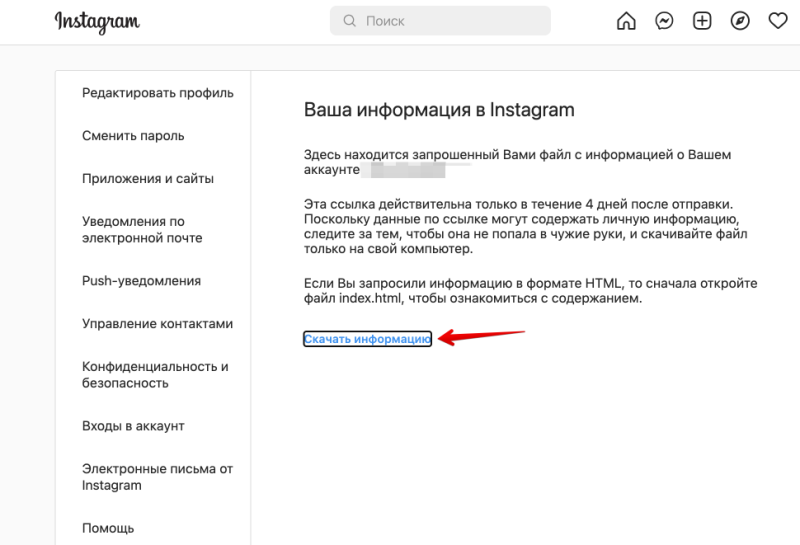 Instagram
Поиск
Редактировать профиль
Сменить пароль
Приложения и сайты
Уведомления по
электронной почте
Push-уведомления
Управление контактами
Конфиденциальность и
безопасность
Входы в аккаунт
Электронные письма от
Instagram
Помощь
Ваша информация в Instagram
Здесь находится запрошенный Вами файл с информацией о Вашем
аккаунте
Эта ссылка действительна только в течение 4 дней после отправки.
Поскольку данные по ссылке могут содержать личную информацию,
следите за тем, чтобы она не попала в чужие руки, и скачивайте файл
только на свой компьютер.
Если Вы запросили информацию в формате HTML, то сначала откройте
файл index.html, чтобы ознакомиться с содержанием.
Скачать информацию